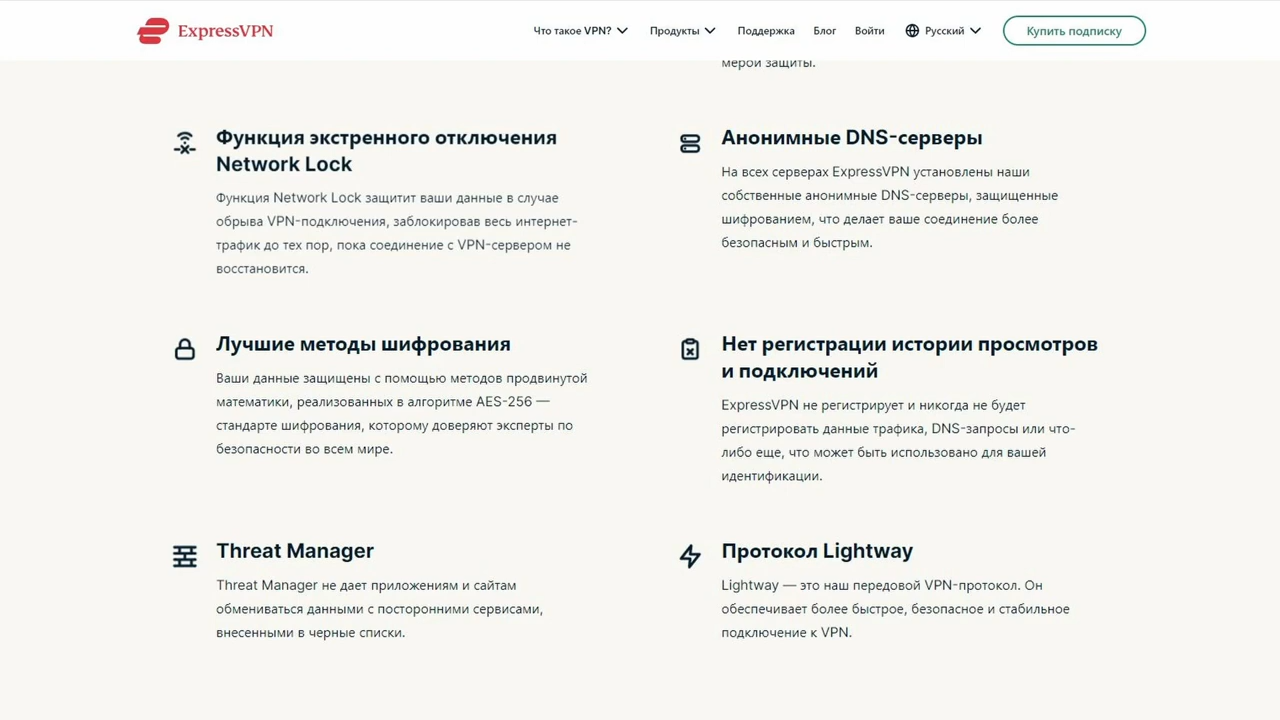 ExpressVPN
Что такое VPN?
Продукты
Поддержка
Блог
Войти
Русский
Купить подписку
мерой защиты.
Функция экстренного отключения
Network Lock
Функция Network Lock защитит ваши данные в случае
обрыва VPN-подключения, заблокировав весь интернет-
трафик до тех пор, пока соединение с VPN-сервером не
восстановится.
Анонимные DNS-серверы
На всех серверах ExpressVPN установлены наши
собственные анонимные DNS-серверы, защищенные
шифрованием, что делает ваше соединение более
безопасным и быстрым.
Лучшие методы шифрования
Ваши данные защищены с помощью методов продвинутой
математики, реализованных в алгоритме AES-256 —
стандарте шифрования, которому доверяют эксперты по
безопасности во всем мире.
Нет регистрации истории просмотров
и подключений
ExpressVPN не регистрирует и никогда не будет
регистрировать данные трафика, DNS-запросы или что-
либо еще, что может быть использовано для вашей
идентификации.
Threat Manager
Threat Manager не дает приложениям и сайтам
обмениваться данными с посторонними сервисами,
внесенными в черные списки.
Протокол Lightway
Lightway — это наш передовой VPN-протокол. Он
обеспечивает более быстрое, безопасное и стабильное
подключение к VPN.